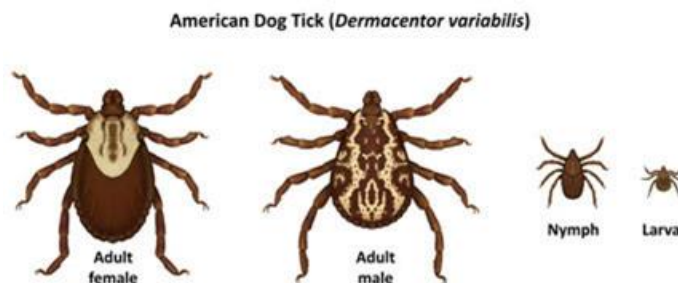 American Dog Tick (Dermacentor variabilis)
Adult
female
Adult
male
Nymph
Larva